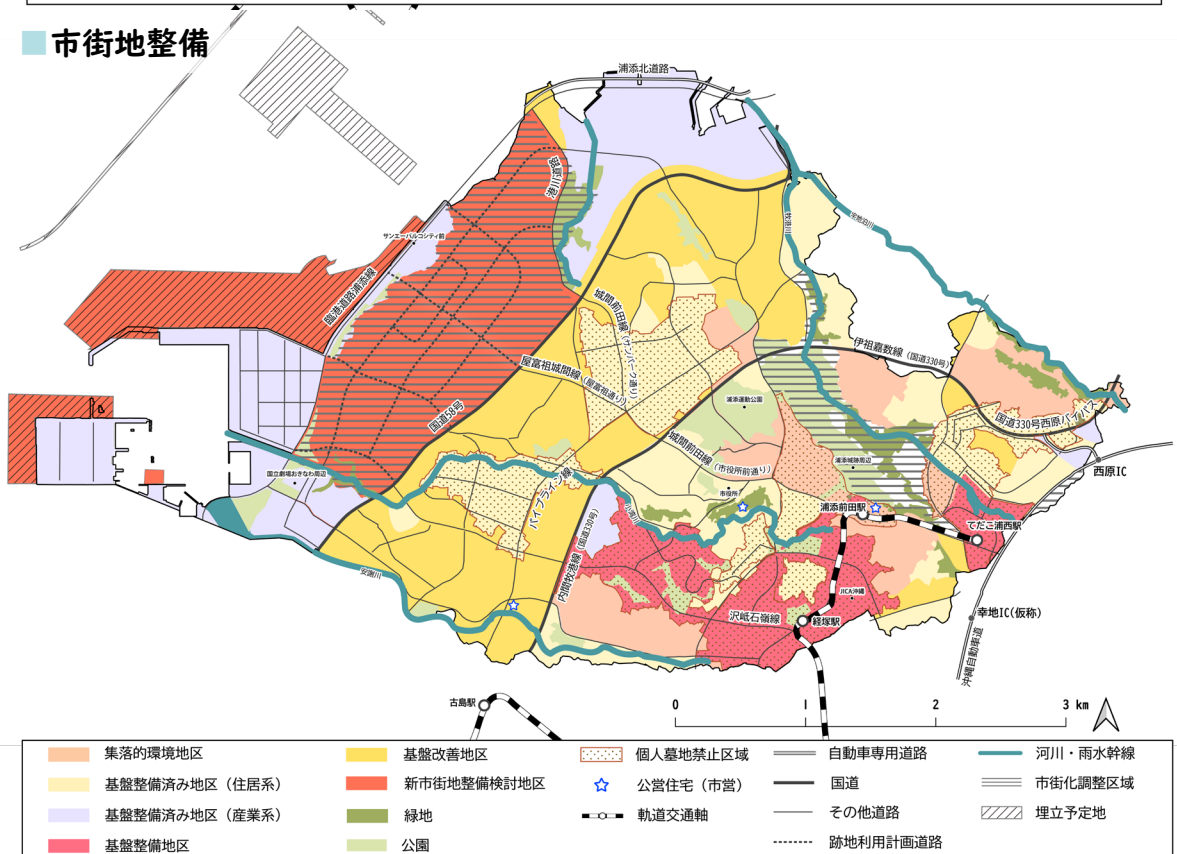 市街地整備
浦添北道路
港川道路
サンエーパルコシティ前
臨港道路浦添線
牧港川
宇地泊川
城間前田線（サンパーク通り）
伊祖嘉数線（国道330号）
屋富祖城間線（屋富祖通り）
国道58号
浦添運動公園
国道330号西原バイパス
城間前田線（市役所前通り）
西原IC
国立劇場おきなわ周辺
パイプライン線
浦添城跡周辺
市役所
浦添前田駅
てだこ浦西駅
小湾川
内間牧港線（国道330号）
安謝川
JICA沖縄
沢岻石嶺線
経塚駅
幸地IC(仮称)
沖縄自動車道
古島駅
0 1 2 3 km
集落的環境地区
基盤改善地区
個人墓地禁止区域
自動車専用道路
河川・雨水幹線
基盤整備済み地区（住居系）
新市街地整備検討地区
公営住宅（市営）
国道
市街化調整区域
基盤整備済み地区（産業系）
緑地
軌道交通軸
その他道路
埋立予定地
基盤整備地区
公園
跡地利用計画道路